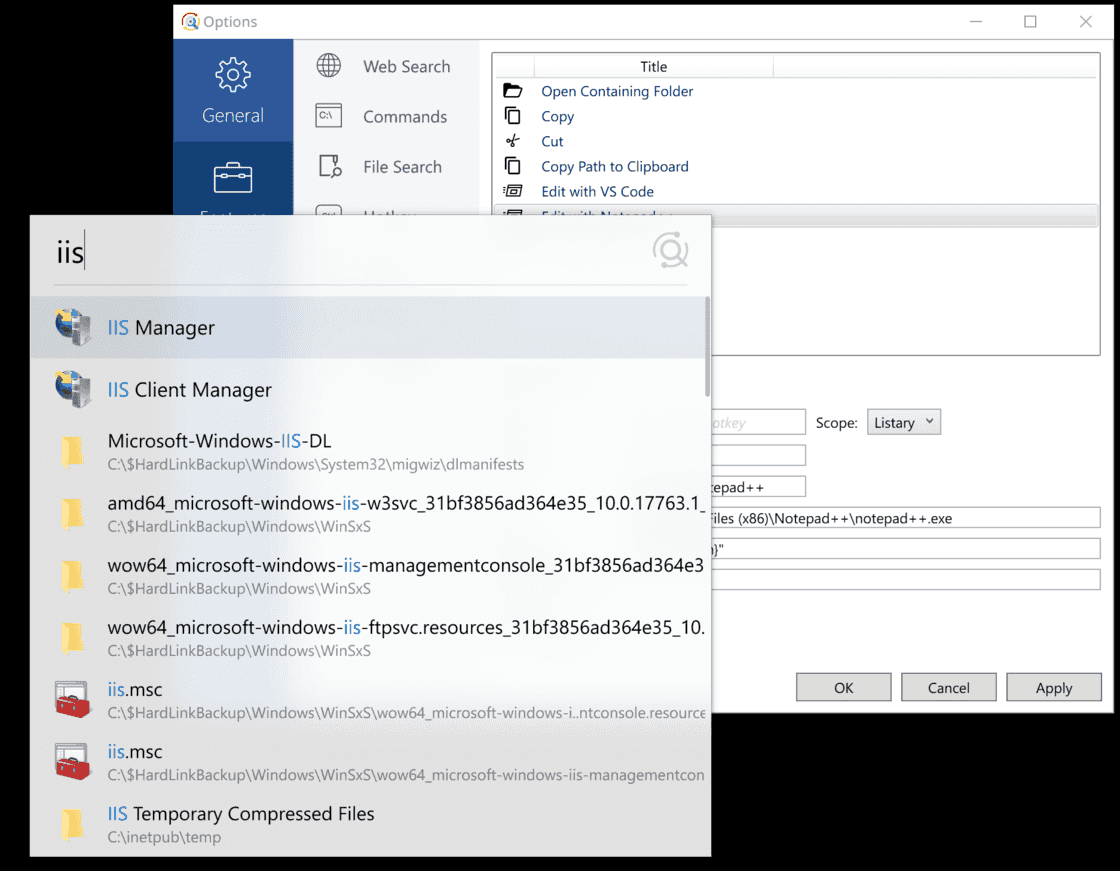 Options
General
Web Search
Commands
File Search
Title
Open Containing Folder
Copy
Cut
Copy Path to Clipboard
Edit with VS Code
Edit with Notepad++
iis
IIS Manager
IIS Client Manager
Microsoft-Windows-IIS-DL
C:\$HardLinkBackup\Windows\System32\migwiz\dlmanifests
amd64_microsoft-windows-iis-w3svc_31bf3856ad364e35_10.0.17763.1_
C:\$HardLinkBackup\Windows\WinSxS
wow64_microsoft-windows-iis-managementconsole_31bf3856ad364e3
C:\$HardLinkBackup\Windows\WinSxS
wow64_microsoft-windows-iis-ftpsvc.resources_31bf3856ad364e35_10.
C:\$HardLinkBackup\Windows\WinSxS
iis.msc
C:\$HardLinkBackup\Windows\WinSxS\wow64_microsoft-windows-i..ntconsole.resource
iis.msc
C:\$HardLinkBackup\Windows\WinSxS\wow64_microsoft-windows-iis-managementcon
IIS Temporary Compressed Files
C:\inetpub\temp
otkey
Scope: Listary
tepad++
iles (x86)\Notepad++\notepad++.exe
}"
OK
Cancel
Apply